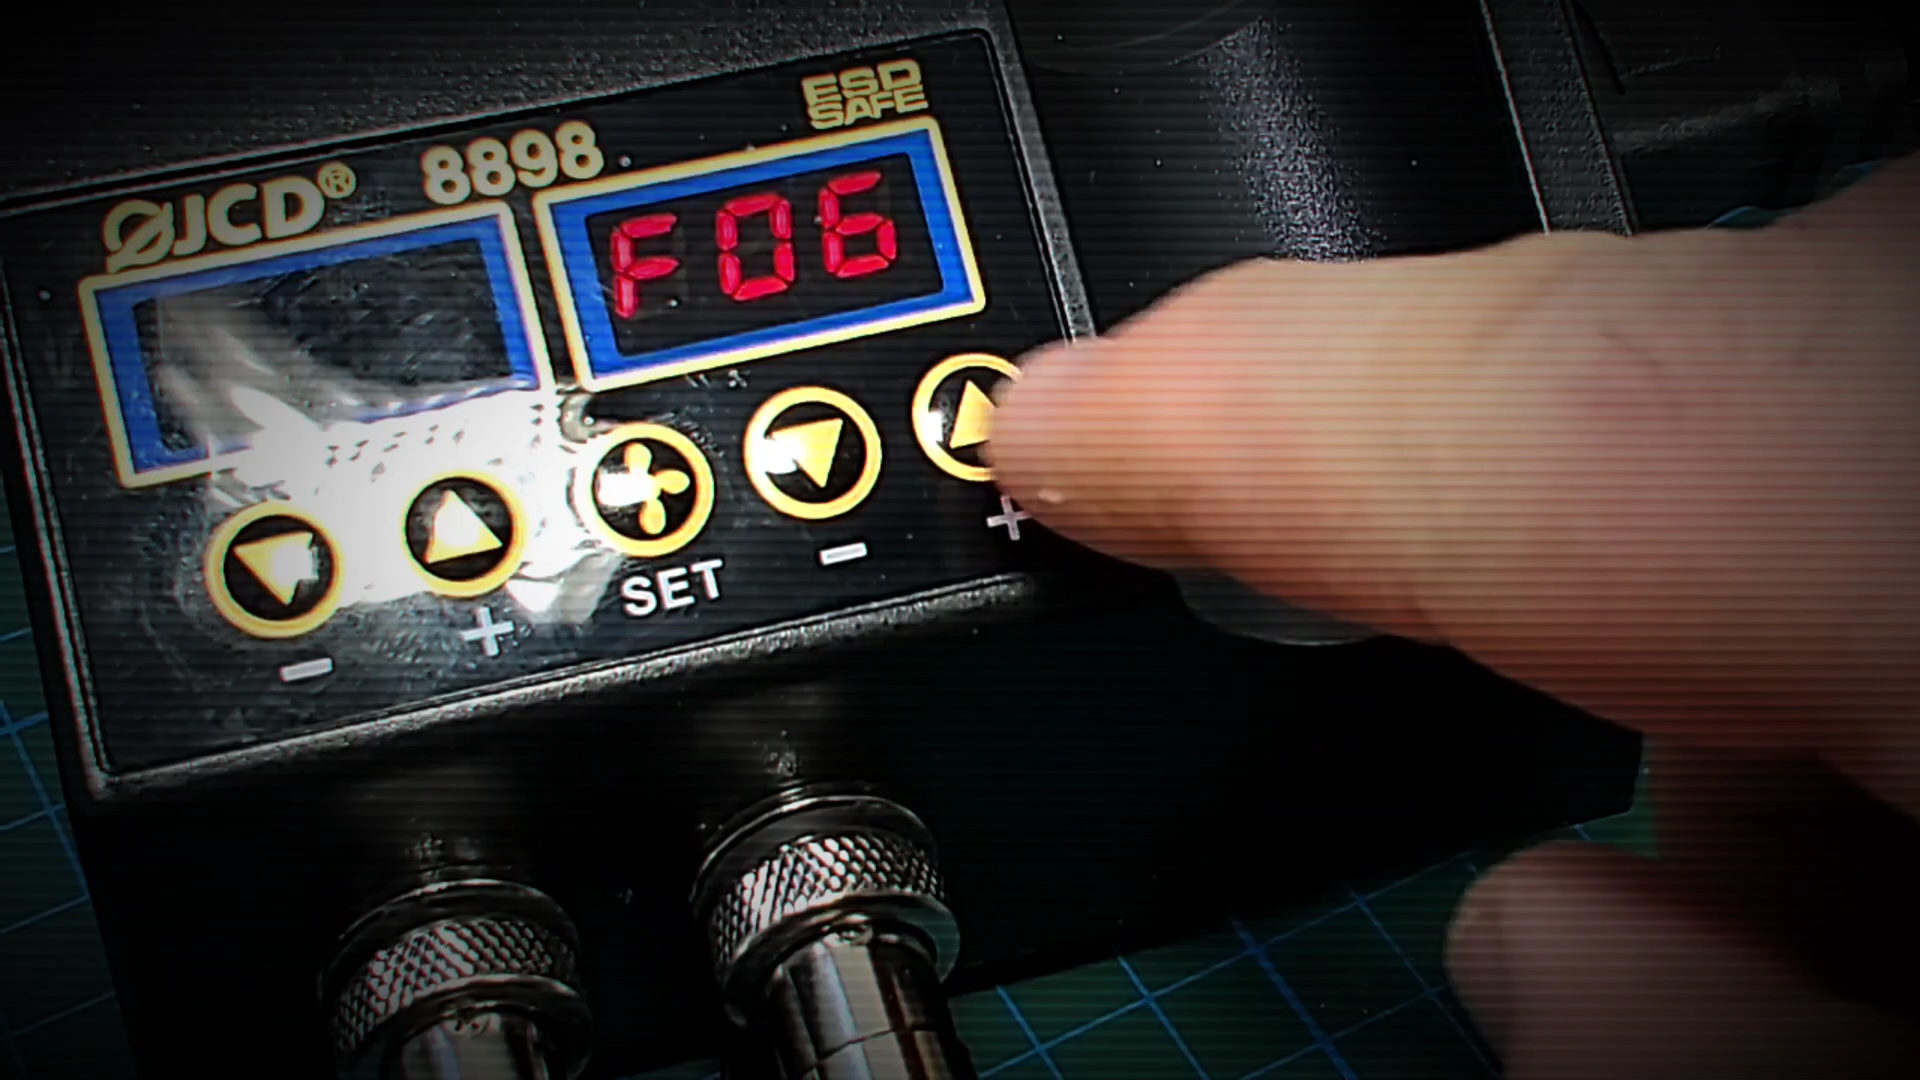 ESD
SAFE
JCD® 8898
F06
SET
- + - +